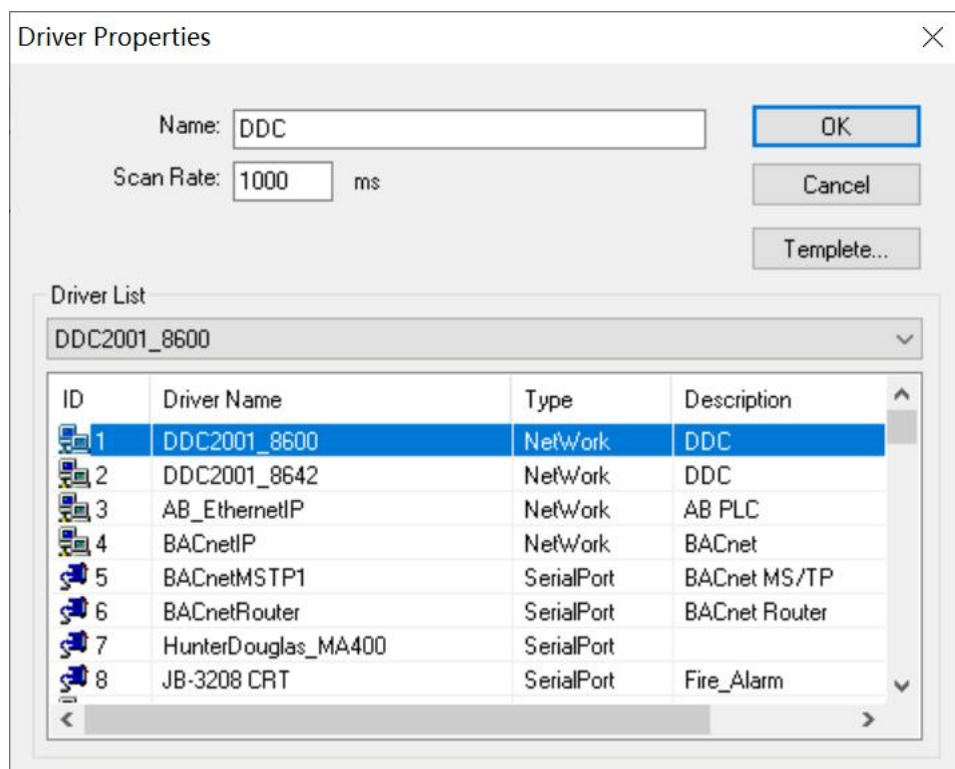 Driver Properties
Name: DDC OK
Scan Rate: 1000 ms Cancel
Templete...
Driver List
DDC2001_8600
ID Driver Name Type Description
1 DDC2001_8600 NetWork DDC
2 DDC2001_8642 NetWork DDC
3 AB_EthernetIP NetWork AB PLC
4 BACnetIP NetWork BACnet
5 BACnetMSTP1 SerialPort BACnet MS/TP
6 BACnetRouter SerialPort BACnet Router
7 HunterDouglas_MA400 SerialPort
8 JB-3208 CRT SerialPort Fire_Alarm